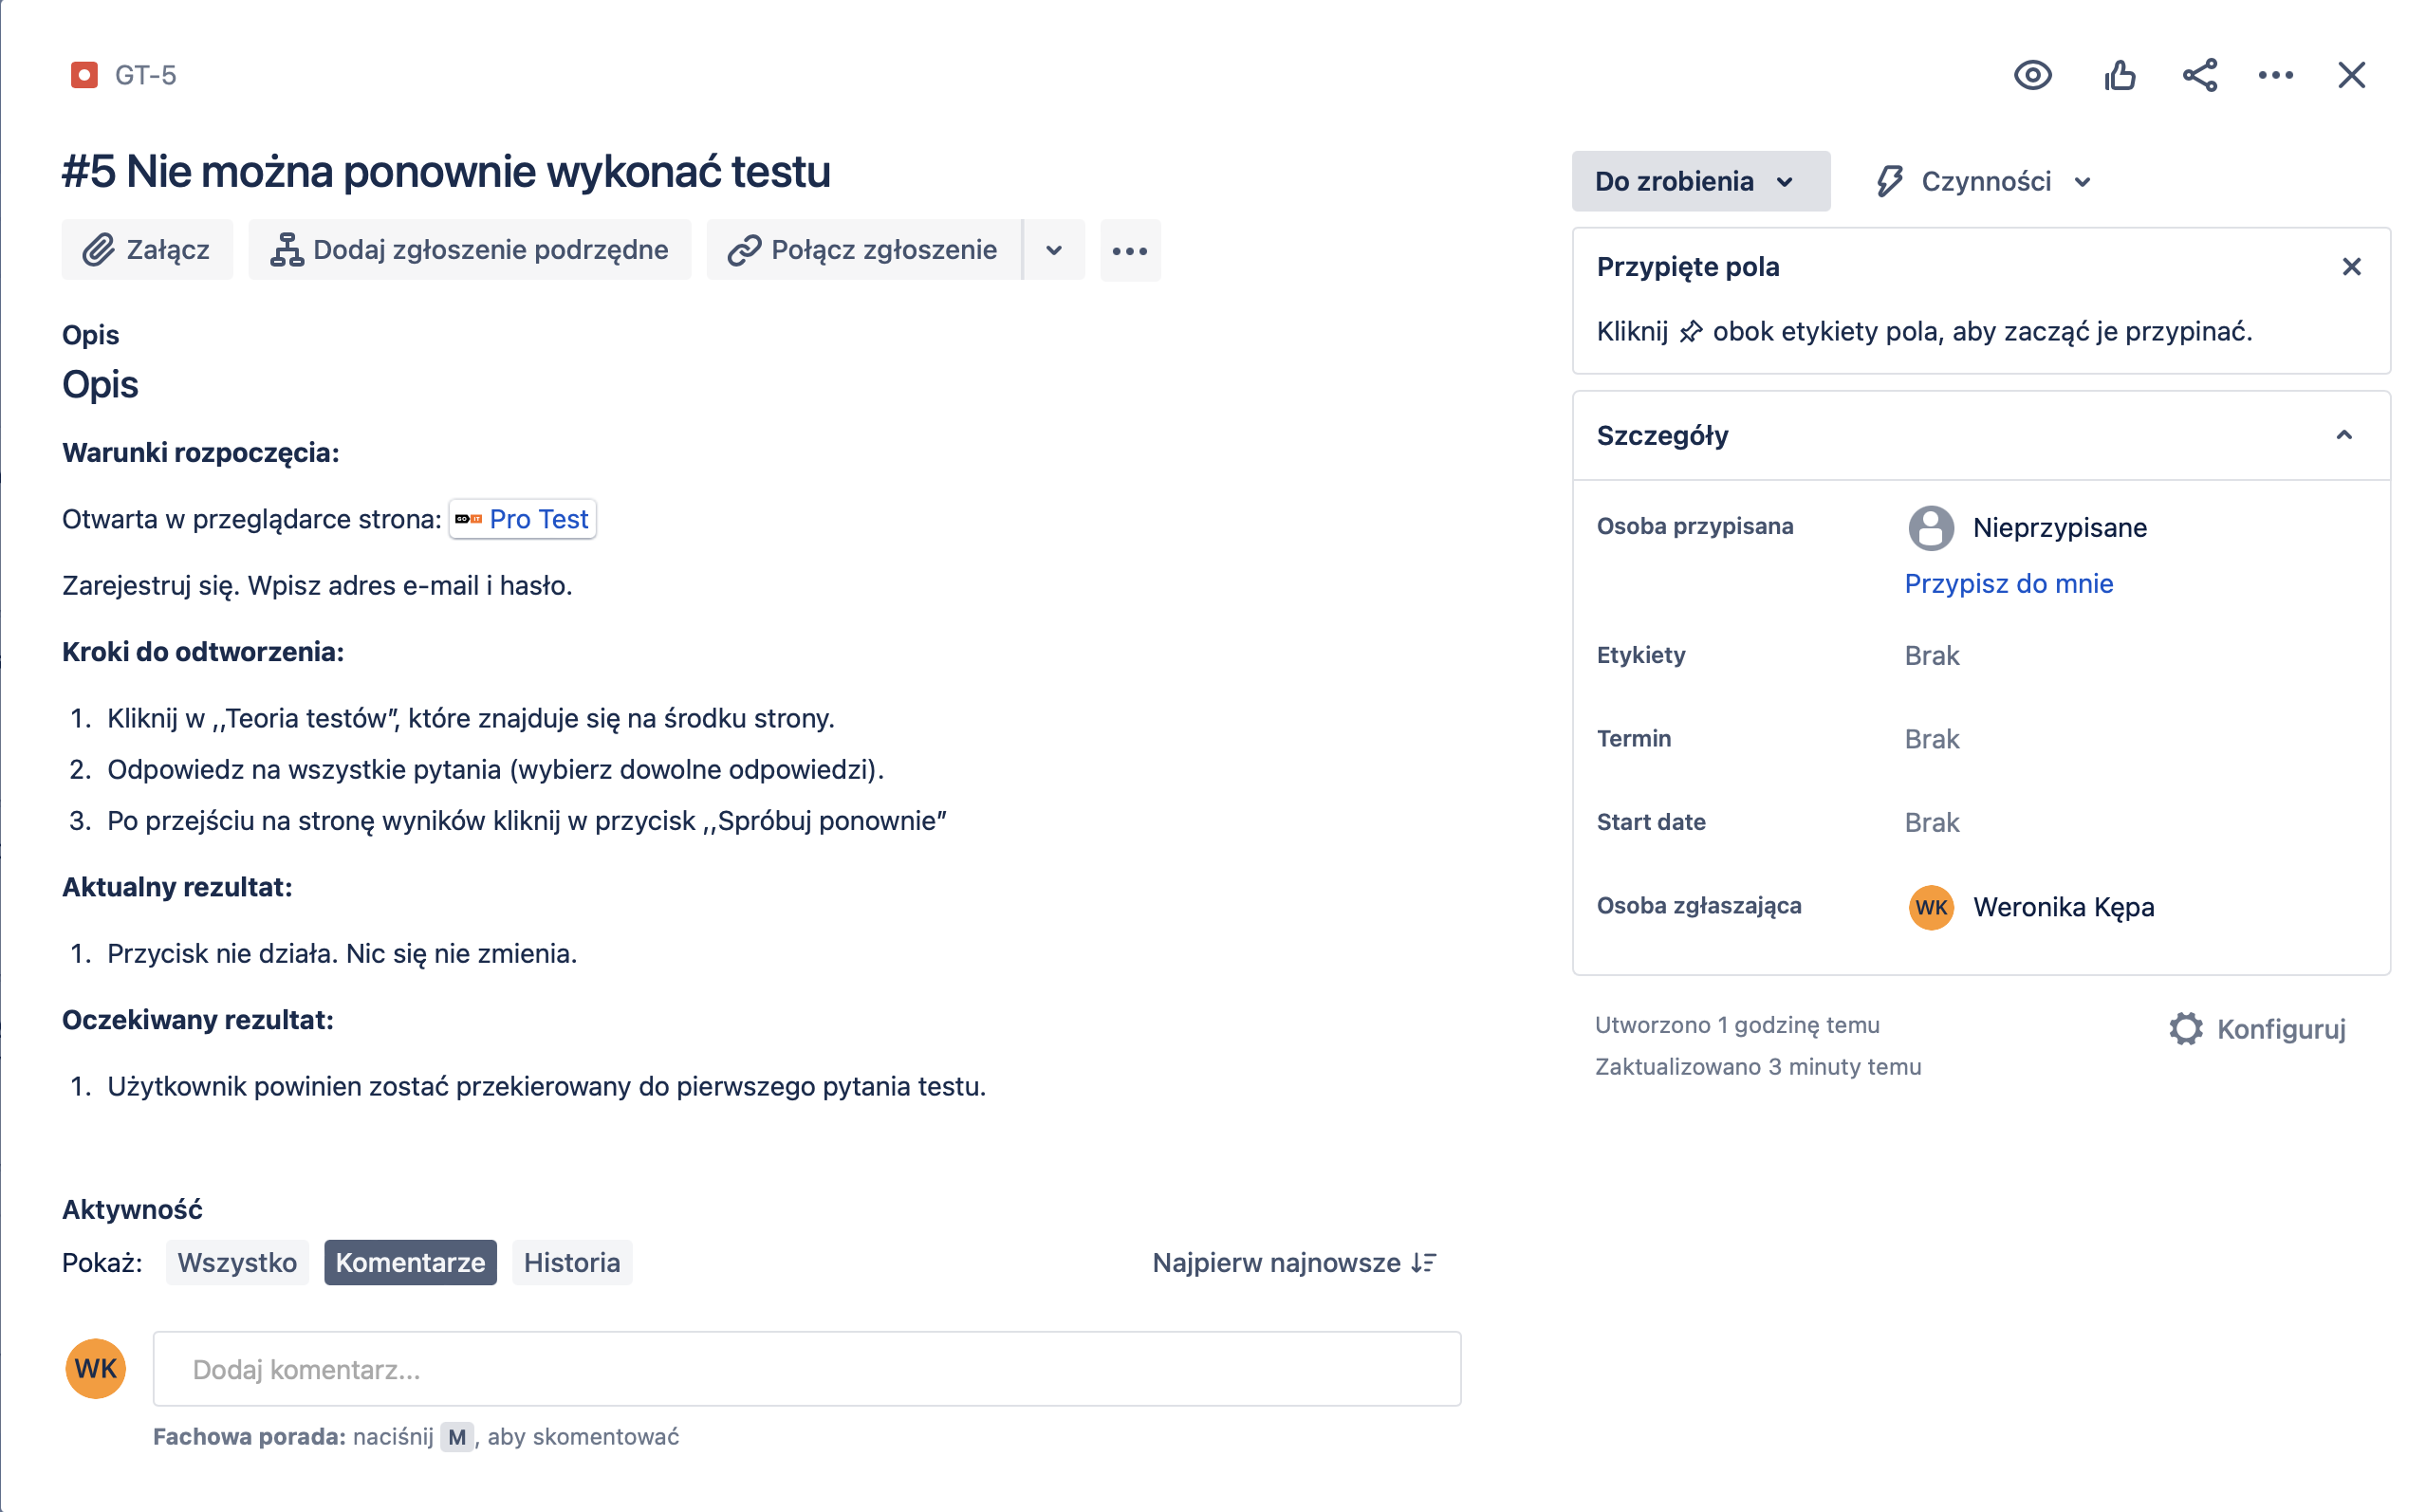 GT-5
#5 Nie można ponownie wykonać testu
Załącz
Dodaj zgłoszenie podrzędne
Połącz zgłoszenie
Opis
Opis
Warunki rozpoczęcia:
Otwarta w przeglądarce strona: GO IT Pro Test
Zarejestruj się. Wpisz adres e-mail i hasło.
Kroki do odtworzenia:
1. Kliknij w ,,Teoria testów”, które znajduje się na środku strony.
2. Odpowiedz na wszystkie pytania (wybierz dowolne odpowiedzi).
3. Po przejściu na stronę wyników kliknij w przycisk ,,Spróbuj ponownie”
Aktualny rezultat:
1. Przycisk nie działa. Nic się nie zmienia.
Oczekiwany rezultat:
1. Użytkownik powinien zostać przekierowany do pierwszego pytania testu.
Aktywność
Pokaż: Wszystko Komentarze Historia Najpierw najnowsze
WK Dodaj komentarz...
Fachowa porada: naciśnij M, aby skomentować
Do zrobienia
Czynności
Przypięte pola
Kliknij obok etykiety pola, aby zacząć je przypinać.
Szczegóły
Osoba przypisana Nieprzypisane
Przypisz do mnie
Etykiety Brak
Termin Brak
Start date Brak
Osoba zgłaszająca WK Weronika Kępa
Utworzono 1 godzinę temu
Zaktualizowano 3 minuty temu
Konfiguruj